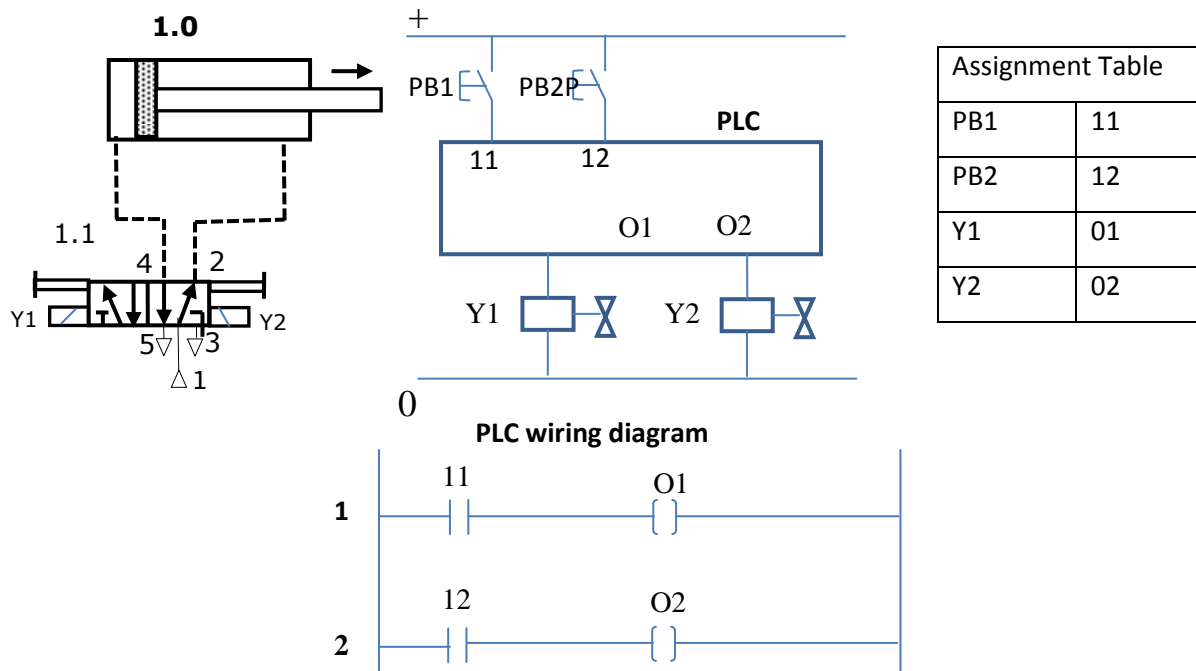 1.0
+
PB1
PB2P
PLC
11
12
O1
O2
Y1
Y2
0
1.1
4
2
Y1
Y2
5
3
1
Assignment Table
PB1 11
PB2 12
Y1 01
Y2 02
PLC wiring diagram
11
O1
1
12
O2
2